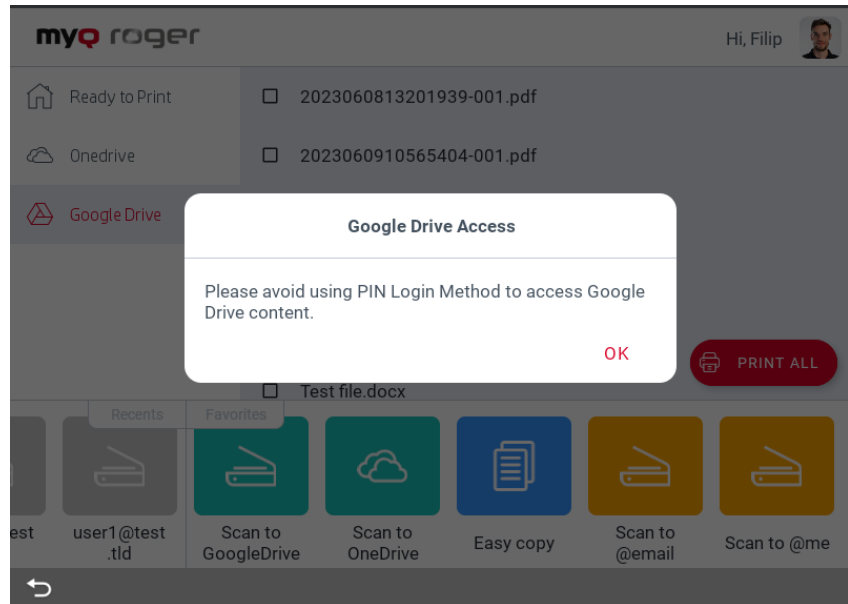 myQ roger
Hi, Filip
Ready to Print
2023060813201939-001.pdf
Onedrive
2023060910565404-001.pdf
Google Drive
Google Drive Access
Please avoid using PIN Login Method to access Google
Drive content.
OK
PRINT ALL
Test file.docx
Recents
Favorites
est
user1@test
.tld
Scan to
GoogleDrive
Scan to
OneDrive
Easy copy
Scan to
@email
Scan to @me